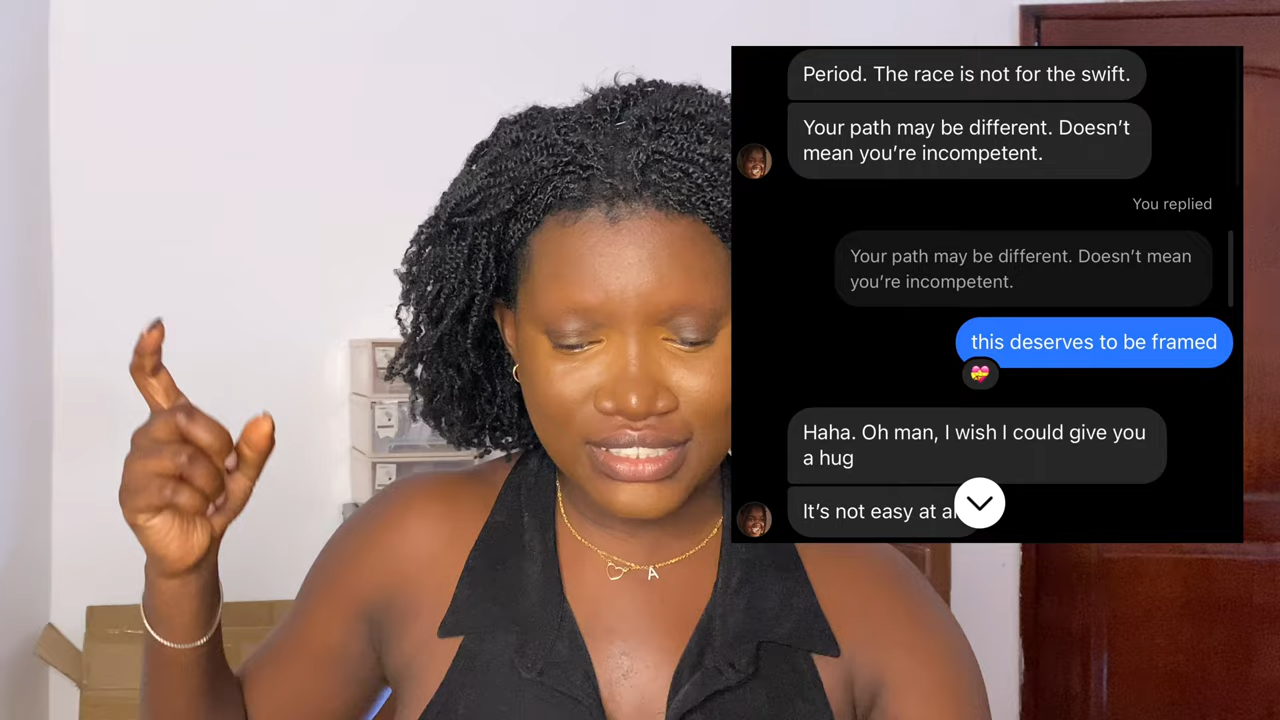 Period. The race is not for the swift.
Your path may be different. Doesn’t
mean you’re incompetent.
You replied
Your path may be different. Doesn’t mean
you’re incompetent.
this deserves to be framed
Haha. Oh man, I wish I could give you
a hug
It’s not easy at
A